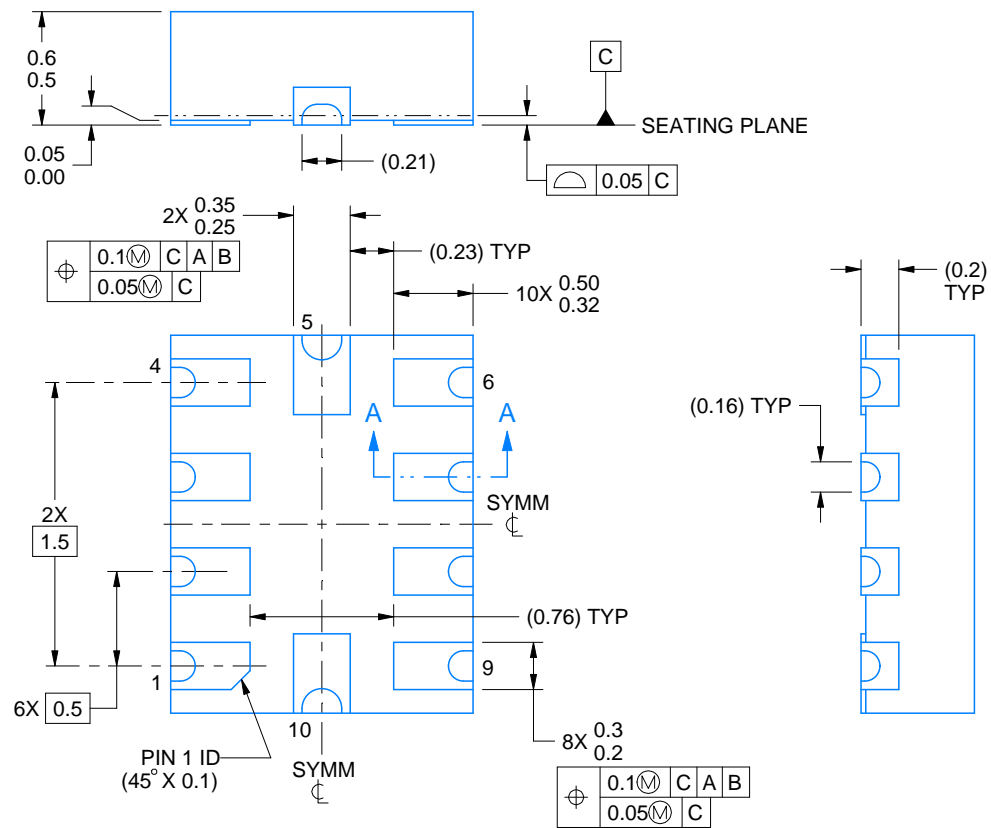 0.6
0.5
C
SEATING PLANE
0.05
0.00
(0.21)
⌓ 0.05 C
2X 0.35
0.25
⌖ 0.1Ⓜ C A B
0.05Ⓜ C
(0.23) TYP
10X 0.50
0.32
(0.2)
TYP
5
4
6
A A
(0.16) TYP
SYMM
℄
2X
1.5
(0.76) TYP
1
9
6X 0.5
10
8X 0.3
0.2
PIN 1 ID
(45° X 0.1)
SYMM
℄
⌖ 0.1Ⓜ C A B
0.05Ⓜ C